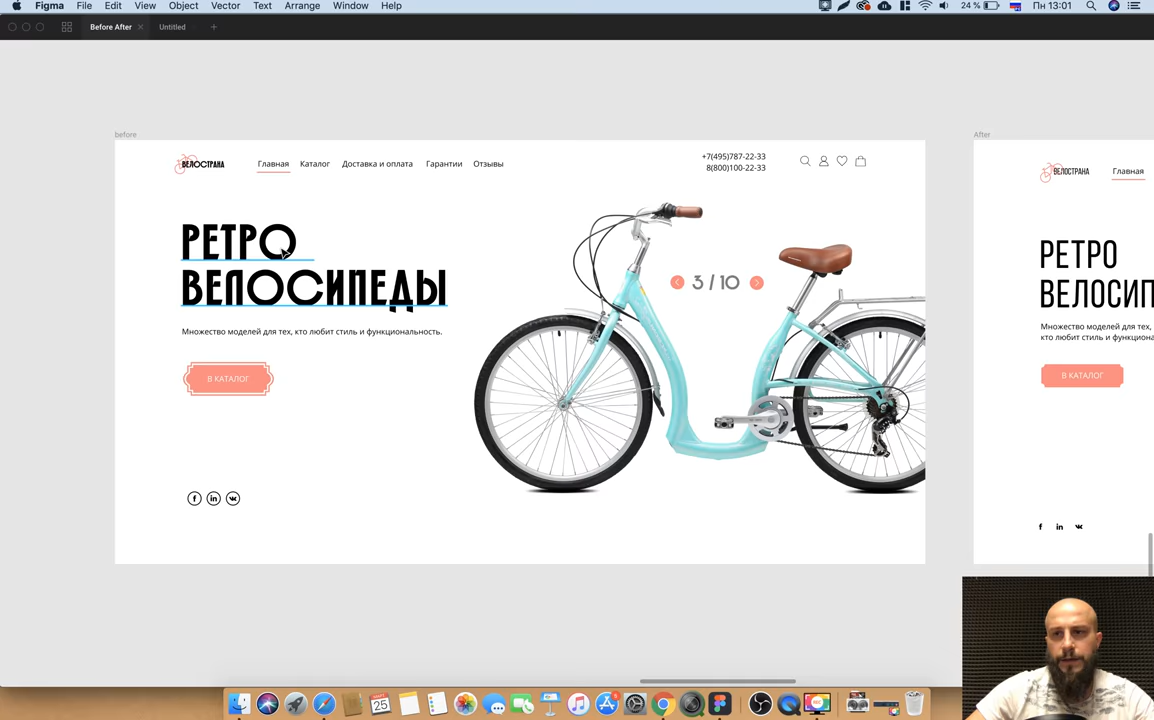 Figma File Edit View Object Vector Text Arrange Window Help 24 % Пн 13:01
Before After Untitled
before
After
ВЕЛОСТРАНА Главная Каталог Доставка и оплата Гарантии Отзывы
+7(495)787-22-33
8(800)100-22-33
РЕТРО
ВЕЛОСИПЕДЫ
Множество моделей для тех, кто любит стиль и функциональность.
В КАТАЛОГ
3 / 10
ВЕЛОСТРАНА Главная
РЕТРО
ВЕЛОСИП
Множество моделей для тех,
кто любит стиль и функциона
В КАТАЛОГ
25